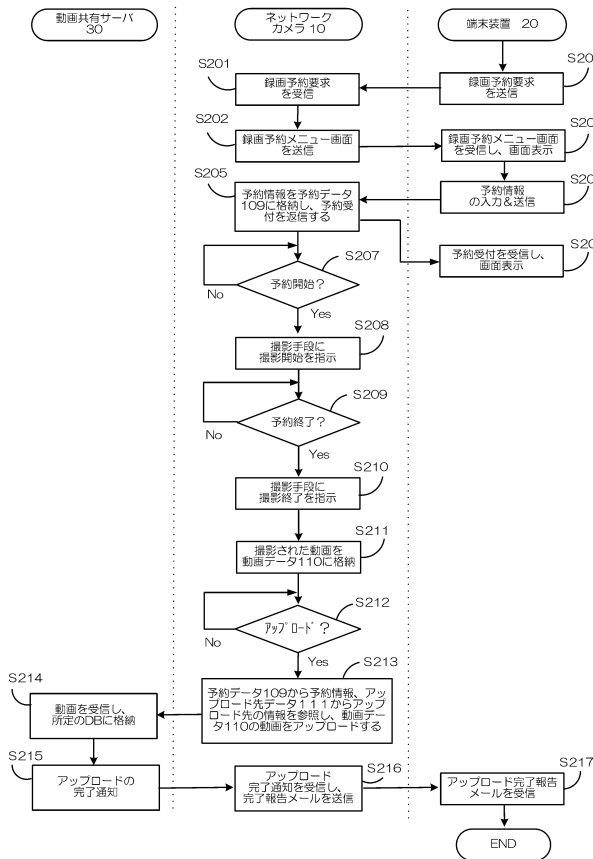 動画共有サーバ
30
ネットワーク
カメラ 10
端末装置 20
S20
録画予約要求
を送信
S201
録画予約要求
を受信
S202
録画予約メニュー画面
を送信
S20
録画予約メニュー画面
を受信し、画面表示
S20
予約情報
の入力&送信
S205
予約情報を予約データ
109に格納し、予約受
付を返信する
S20
予約受付を受信し、
画面表示
S207
予約開始?
No
Yes
S208
撮影手段に
撮影開始を指示
S209
予約終了?
No
Yes
S210
撮影手段に
撮影終了を指示
S211
撮影された動画を
動画データ110に格納
S212
アップロード?
No
Yes
S213
予約データ109から予約情報、アッ
プロード先データ111からアップ
ロード先の情報を参照し、動画デー
タ110の動画をアップロードする
S214
動画を受信し、
所定のDBに格納
S215
アップロードの
完了通知
S216
アップロード
完了通知を受信し、
完了報告メールを送信
S217
アップロード完了報告
メールを受信
END